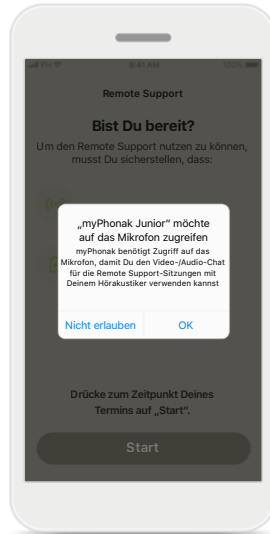 9:41 AM
100%
Remote Support
Bist Du bereit?
Um den Remote Support nutzen zu können,
musst Du sicherstellen, dass:
„myPhonak Junior“ möchte
auf das Mikrofon zugreifen
myPhonak benötigt Zugriff auf das
Mikrofon, damit Du den Video-/Audio-Chat
für die Remote Support-Sitzungen mit
Deinem Hörakustiker verwenden kannst
Nicht erlauben
OK
Drücke zum Zeitpunkt Deines
Termins auf „Start“.
Start